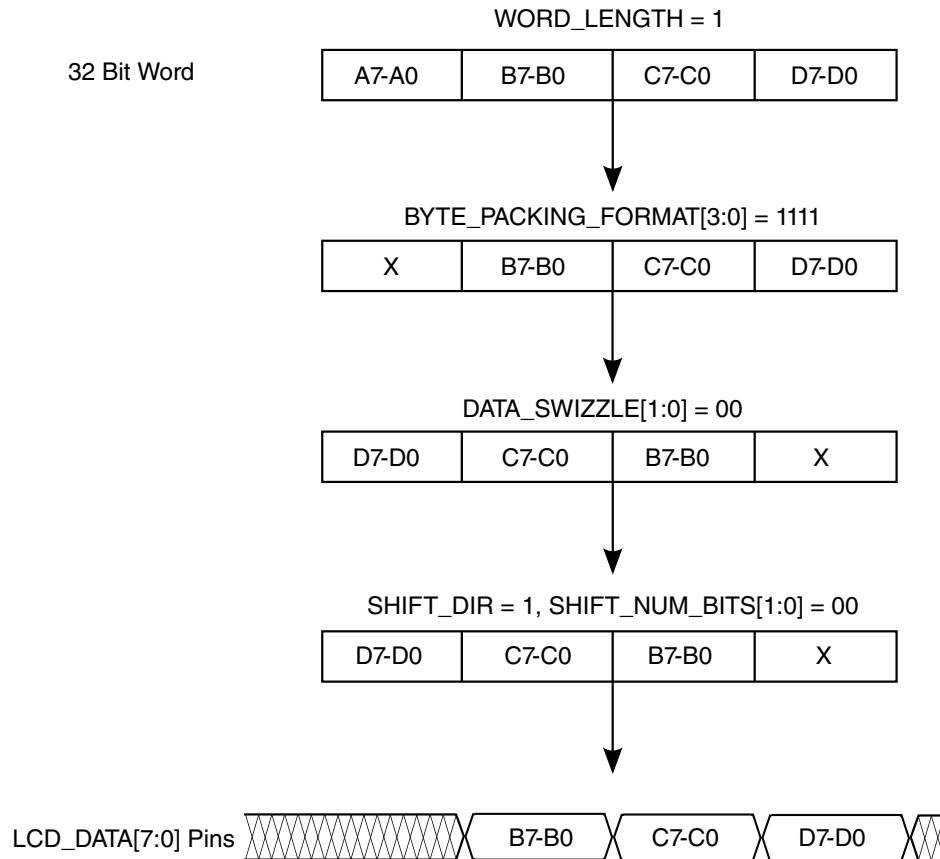 WORD_LENGTH = 1
32 Bit Word A7-A0 B7-B0 C7-C0 D7-D0
BYTE_PACKING_FORMAT[3:0] = 1111
X B7-B0 C7-C0 D7-D0
DATA_SWIZZLE[1:0] = 00
D7-D0 C7-C0 B7-B0 X
SHIFT_DIR = 1, SHIFT_NUM_BITS[1:0] = 00
D7-D0 C7-C0 B7-B0 X
LCD_DATA[7:0] Pins B7-B0 C7-C0 D7-D0